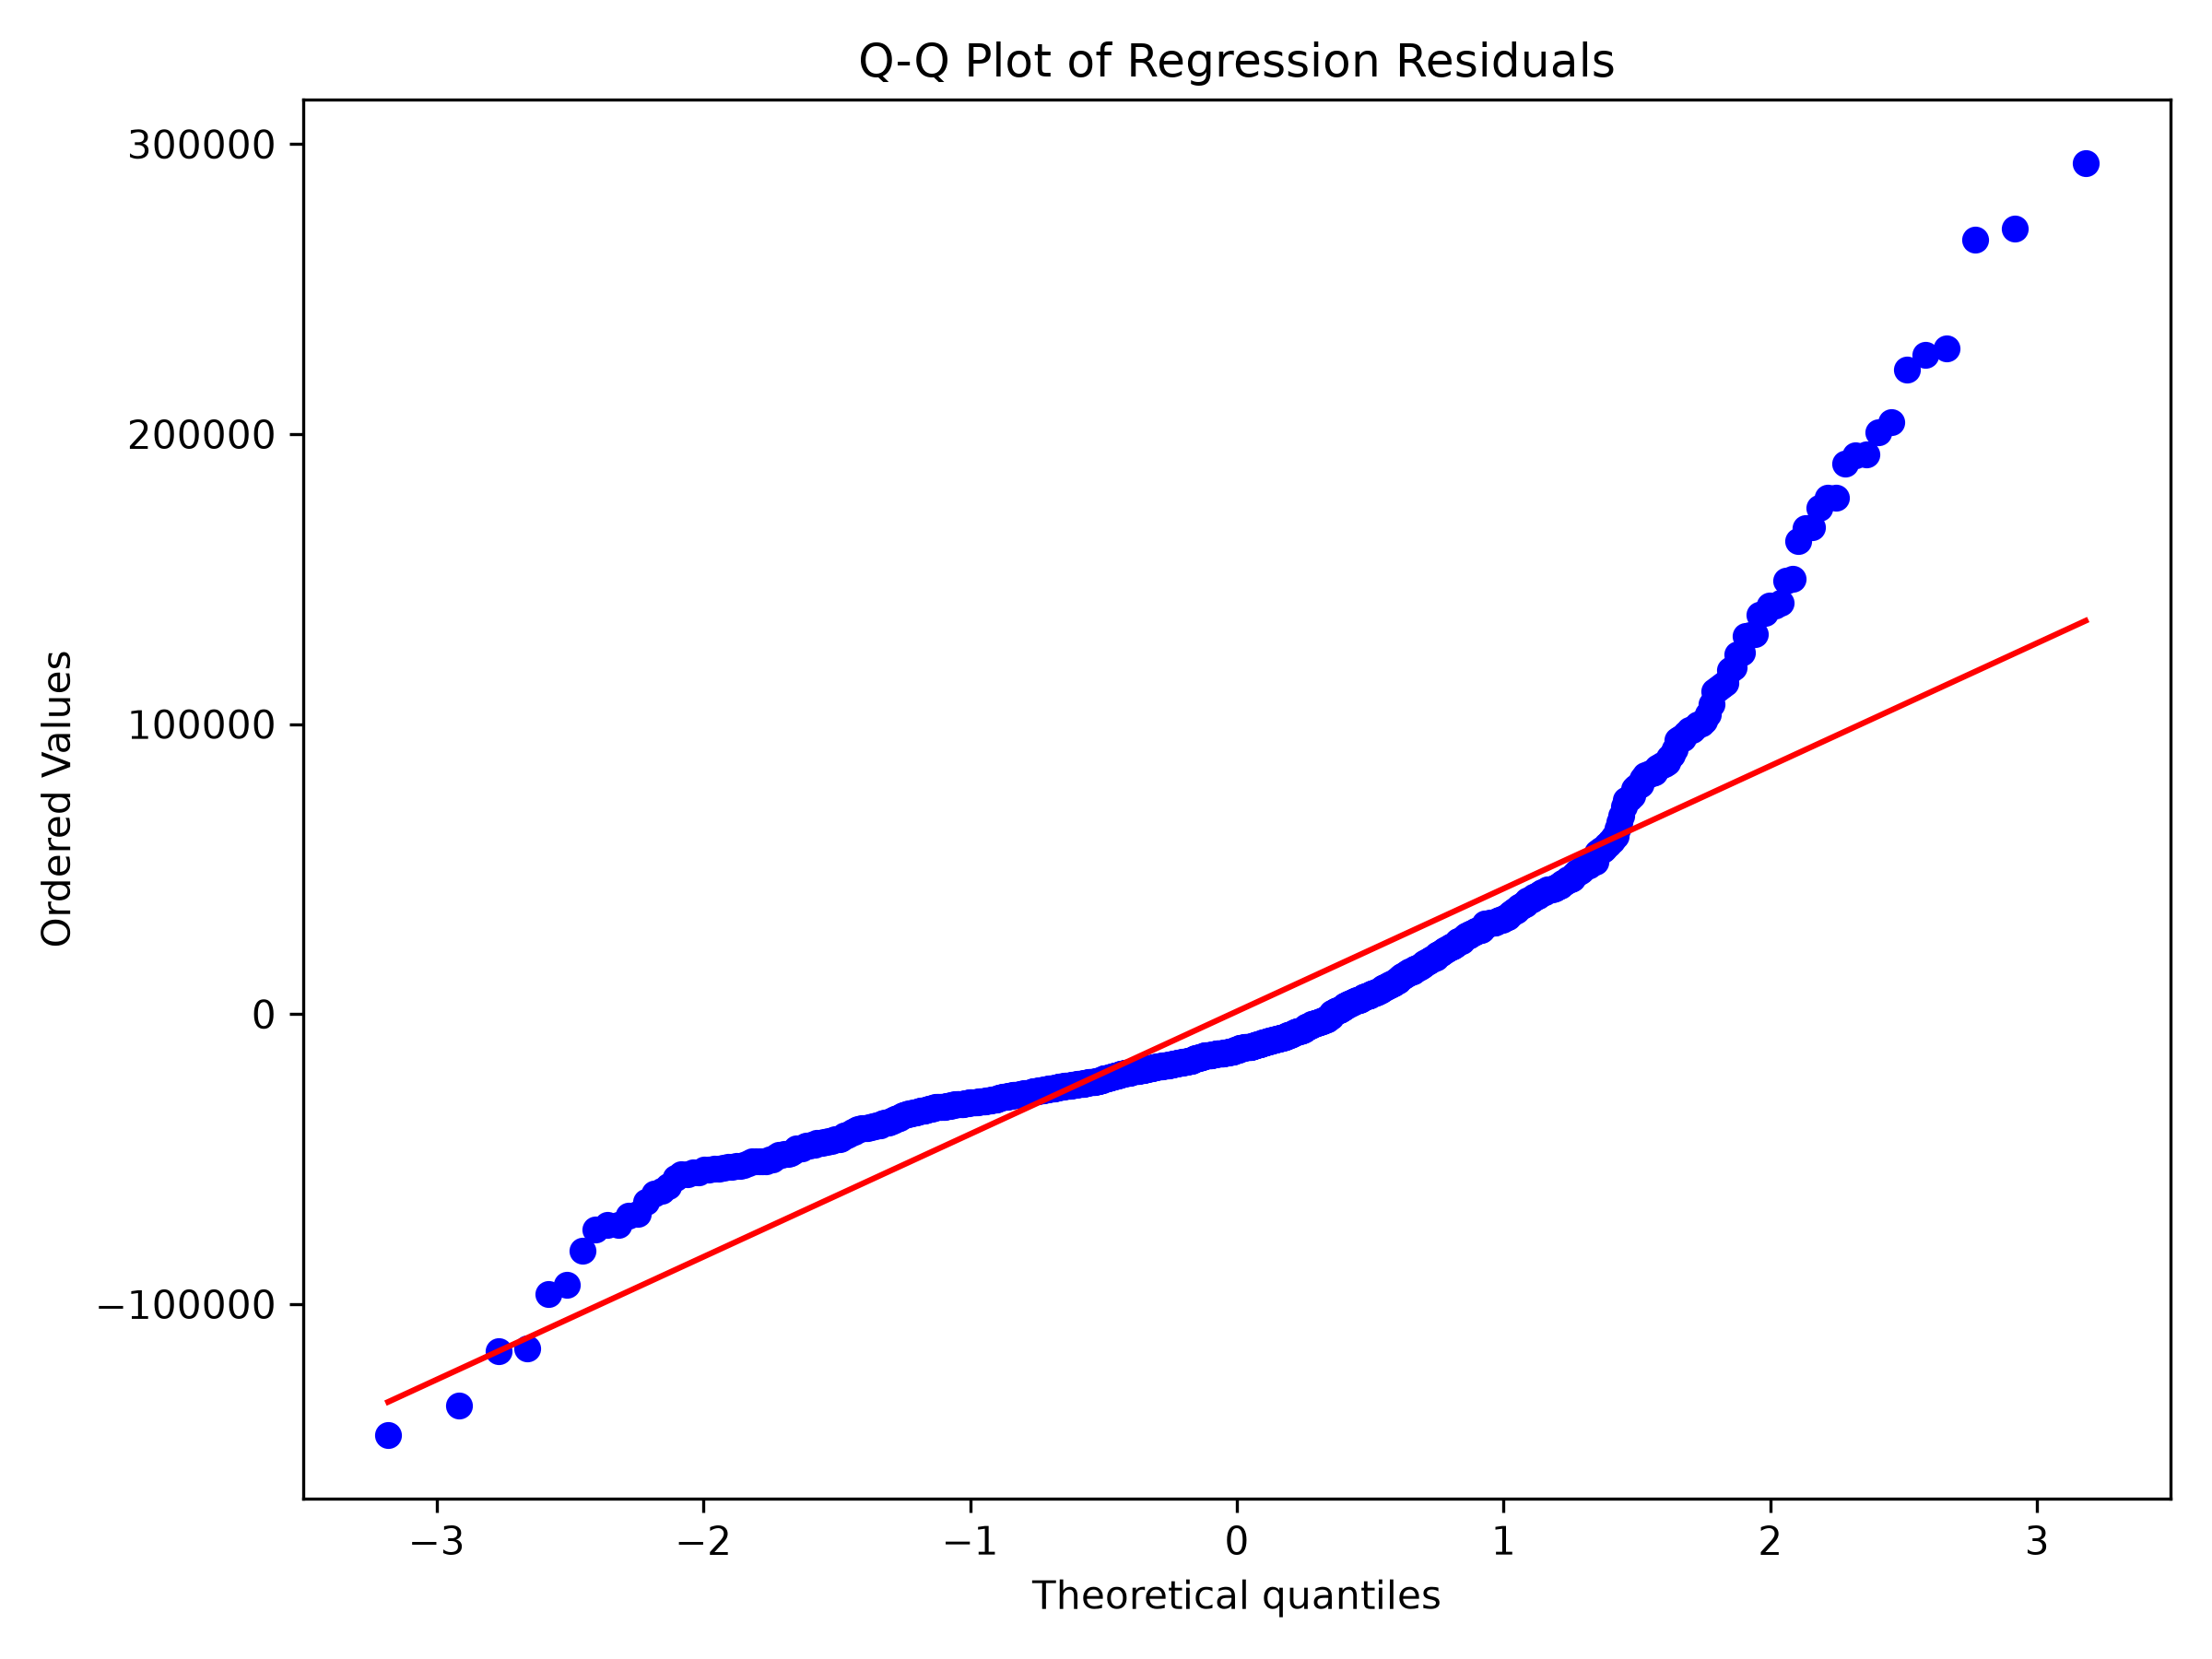 Q-Q Plot of Regression Residuals
300000
200000
100000
0
−100000
Ordered Values
−3 −2 −1 0 1 2 3
Theoretical quantiles